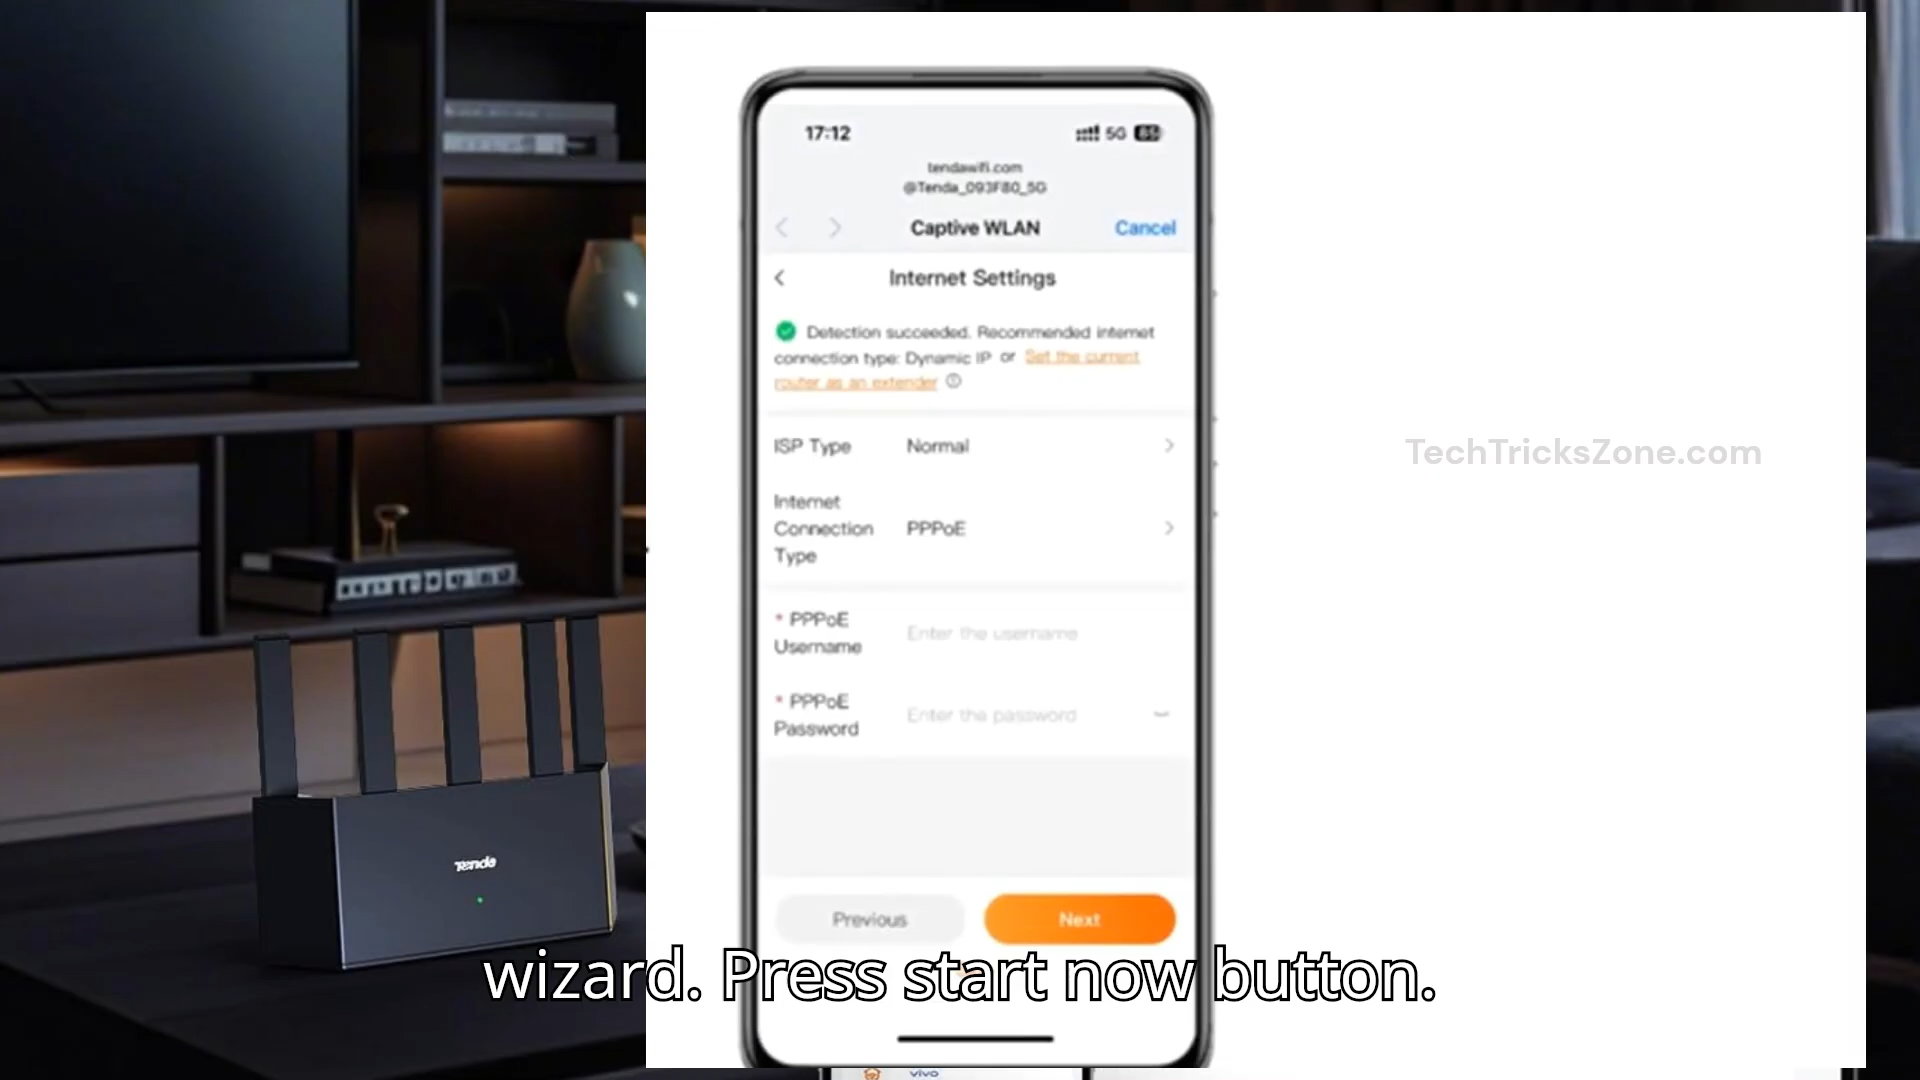 17:12
5G
tendawifi.com
@Tenda_093F80_5G
Captive WLAN
Cancel
Internet Settings
Detection succeeded. Recommended internet
connection type: Dynamic IP or Set the current
router as an extender
ISP Type
Normal
Internet
Connection
Type
PPPoE
* PPPoE
Username
Enter the username
* PPPoE
Password
Enter the password
Previous
Next
TechTricksZone.com
Tenda
wizard. Press start now button.
vivo